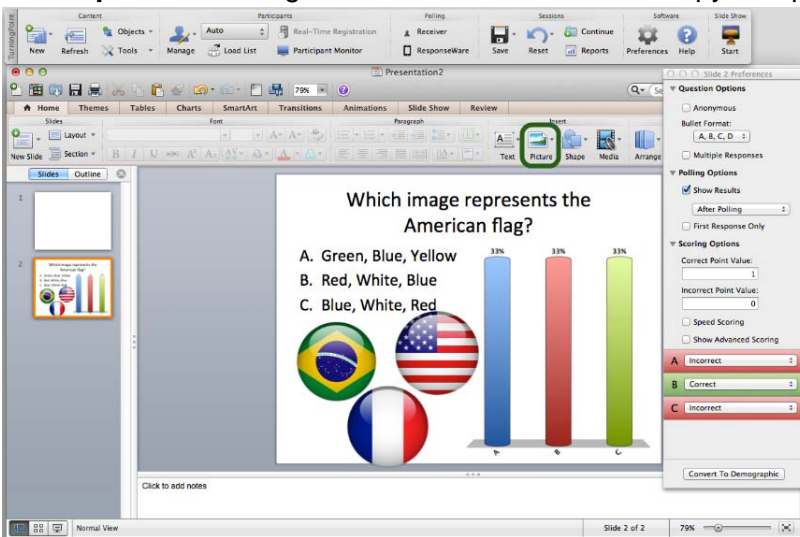 TurningPoint
Content
Participants
Polling
Sessions
Software
Slide Show
New
Refresh
Objects
Tools
Manage
Auto
Load List
Real-Time Registration
Participant Monitor
Receiver
ResponseWare
Save
Reset
Continue
Reports
Preferences
Help
Start
Presentation2
79%
Home
Themes
Tables
Charts
SmartArt
Transitions
Animations
Slide Show
Review
Slides
Font
Paragraph
Insert
New Slide
Layout
Section
B I U ABC
Text
Picture
Shape
Media
Arrange
Slides
Outline
1
2
Which image represents the
American flag?
A. Green, Blue, Yellow
B. Red, White, Blue
C. Blue, White, Red
33%
33%
33%
A
B
C
Click to add notes
Normal View
Slide 2 of 2
79%
Slide 2 Preferences
Question Options
Anonymous
Bullet Format:
A, B, C, D
Multiple Responses
Polling Options
Show Results
After Polling
First Response Only
Scoring Options
Correct Point Value:
1
Incorrect Point Value:
0
Speed Scoring
Show Advanced Scoring
A Incorrect
B Correct
C Incorrect
Convert To Demographic